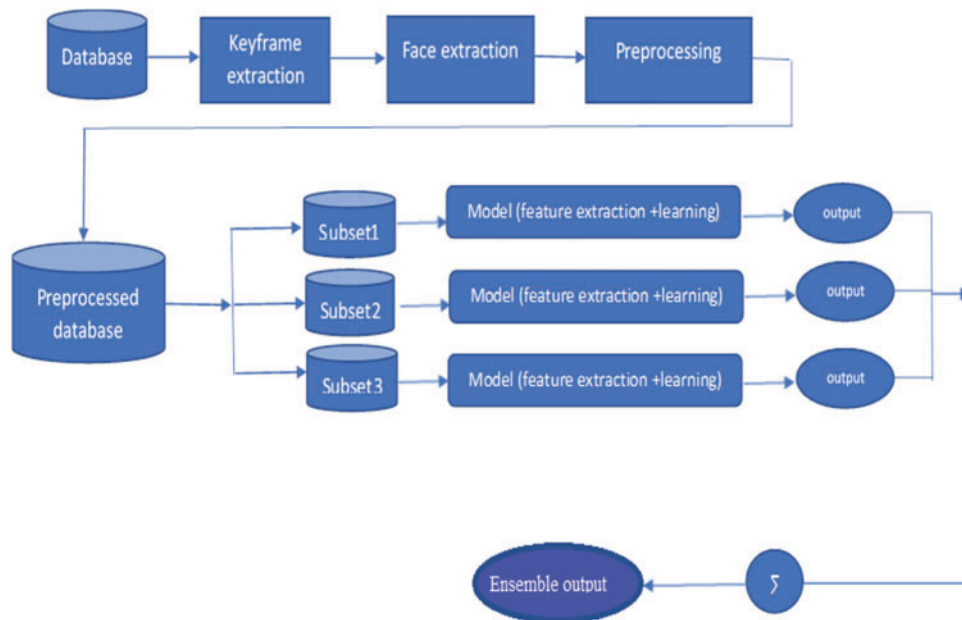 Database
Keyframe
extraction
Face extraction
Preprocessing
Preprocessed
database
Subset1
Model (feature extraction +learning)
output
Subset2
Model (feature extraction +learning)
output
Subset3
Model (feature extraction +learning)
output
Ensemble output
∑